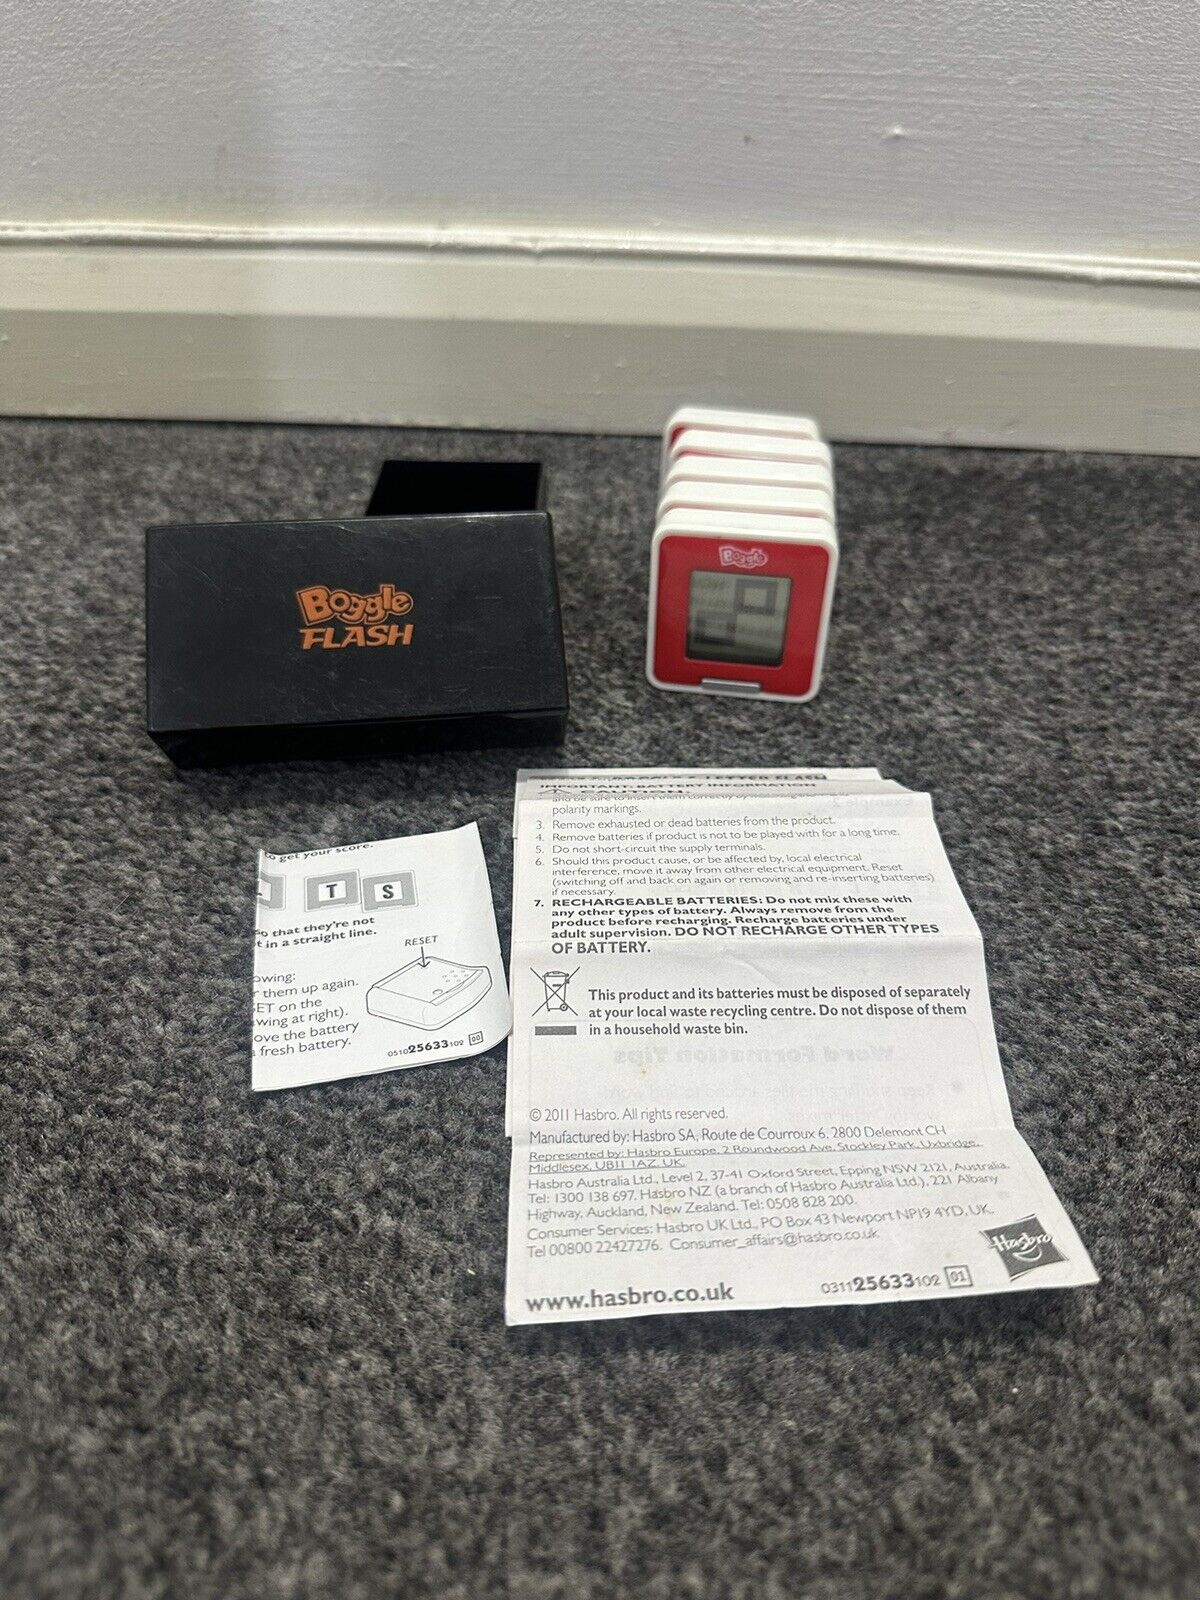 Boggle
FLASH
Boggle
to get your score.
T S
so that they're not
in a straight line.
RESET
them up again.
SET on the
wing at right).
ove the battery
fresh battery.
051025633102 00
IMPORTANT: BATTERY INFORMATION
CAUTION:
and be sure to insert them correctly
polarity markings.
3. Remove exhausted or dead batteries from the product.
4. Remove batteries if product is not to be played with for a long time.
5. Do not short-circuit the supply terminals.
6. Should this product cause, or be affected by, local electrical
interference, move it away from other electrical equipment. Reset
(switching off and back on again or removing and re-inserting batteries)
if necessary.
7. RECHARGEABLE BATTERIES: Do not mix these with
any other types of battery. Always remove from the
product before recharging. Recharge batteries under
adult supervision. DO NOT RECHARGE OTHER TYPES
OF BATTERY.
This product and its batteries must be disposed of separately
at your local waste recycling centre. Do not dispose of them
in a household waste bin.
Word Formation Tips
© 2011 Hasbro. All rights reserved.
Manufactured by: Hasbro SA, Route de Courroux 6, 2800 Delemont CH
Represented by: Hasbro Europe, 2 Roundwood Ave, Stockley Park, Uxbridge,
Middlesex, UB11 1AZ, UK.
Hasbro Australia Ltd., Level 2, 37-41 Oxford Street, Epping NSW 2121, Australia.
Tel: 1300 138 697. Hasbro NZ (a branch of Hasbro Australia Ltd.), 221 Albany
Highway, Auckland, New Zealand. Tel: 0508 828 200.
Consumer Services: Hasbro UK Ltd., PO Box 43 Newport NP19 4YD, UK.
Tel 00800 22427276. Consumer_affairs@hasbro.co.uk
Hasbro
www.hasbro.co.uk
031125633102 01